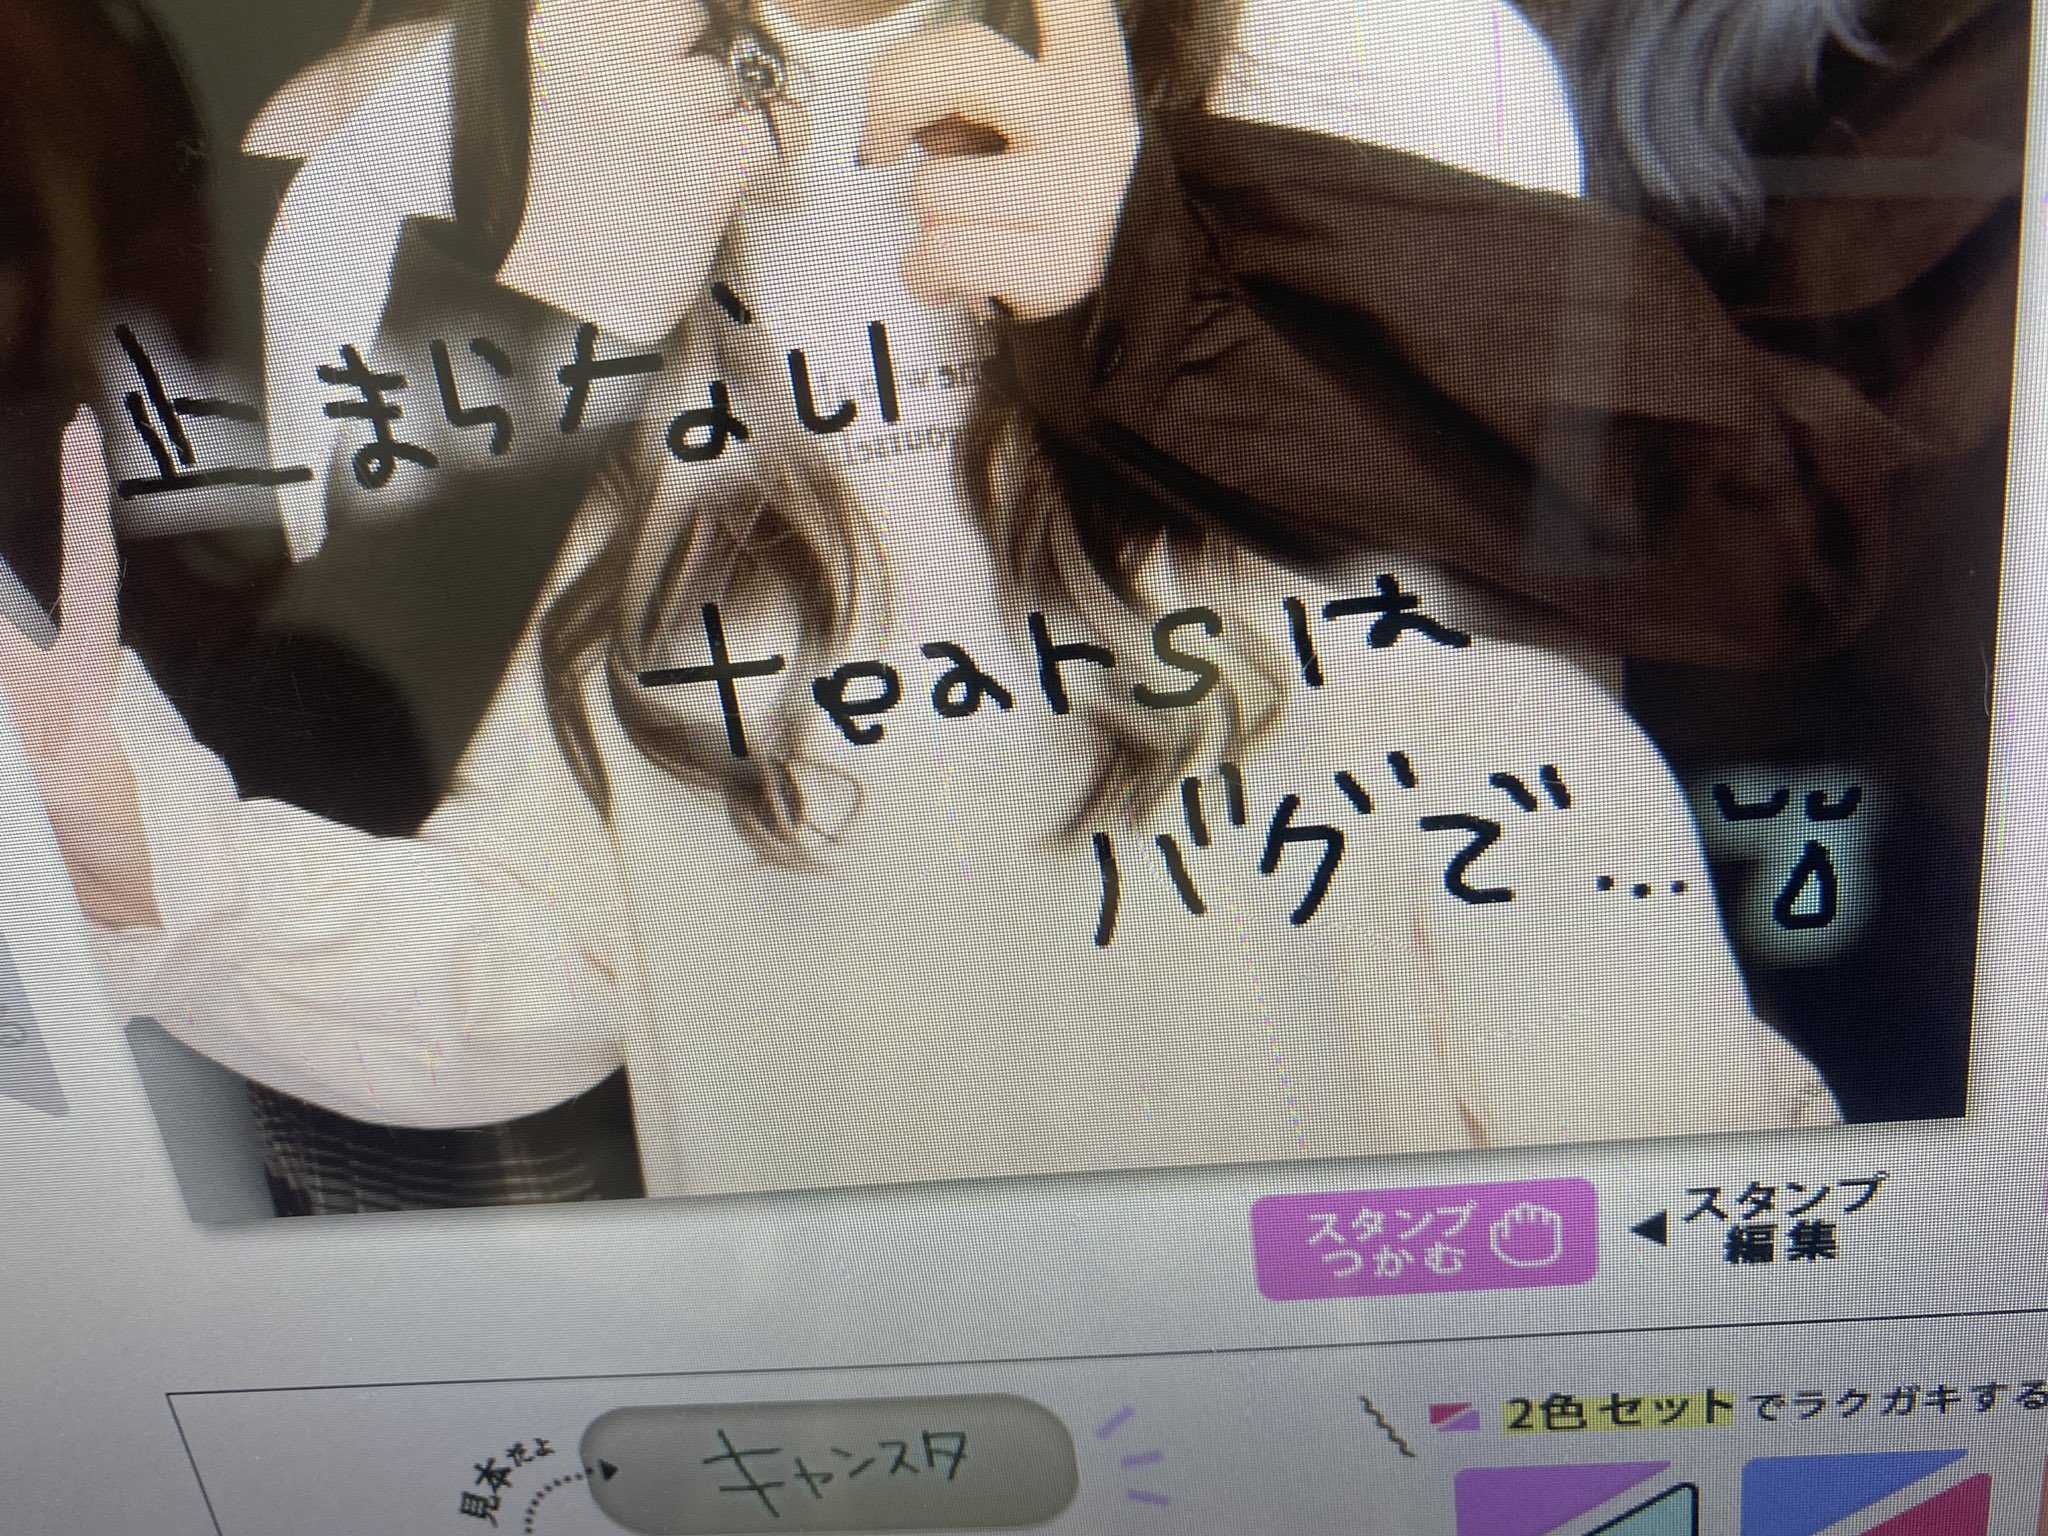 止まらない
tearsは
バグで...
スタンプ
つかむ
スタンプ
編集
見本だよ
キャンスタ
2色セットでラクガキする